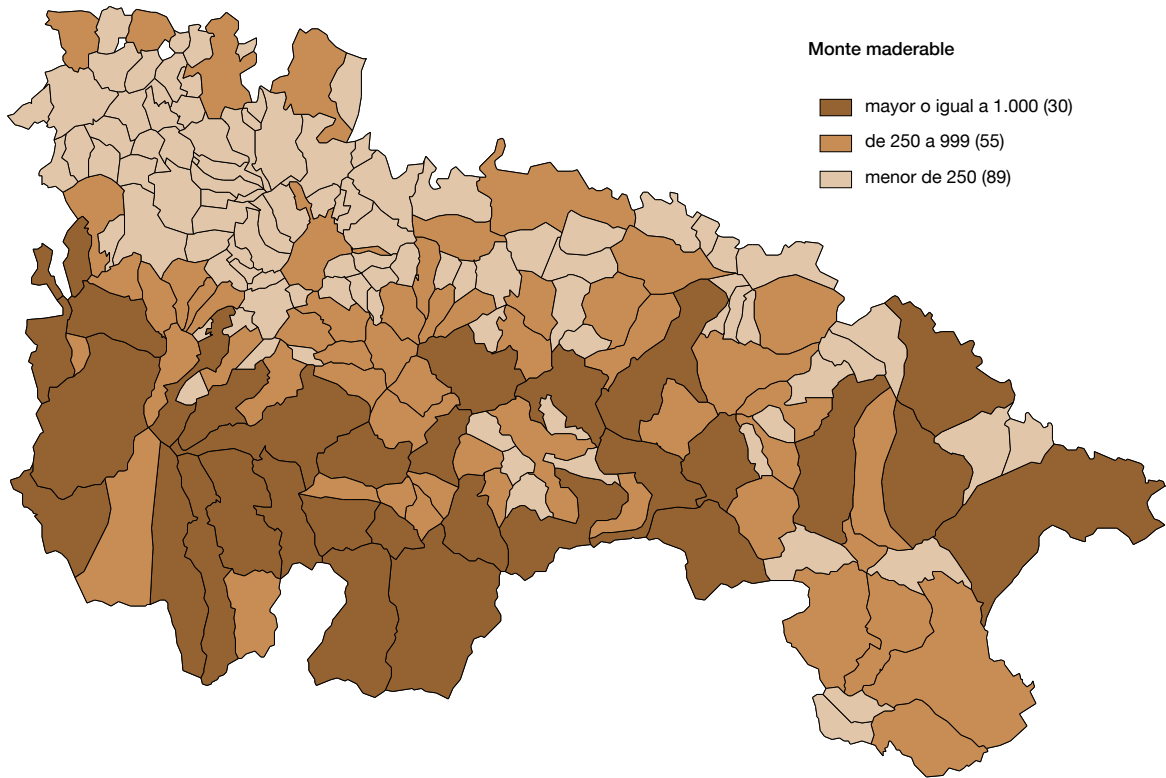 Monte maderable
mayor o igual a 1.000 (30)
de 250 a 999 (55)
menor de 250 (89)